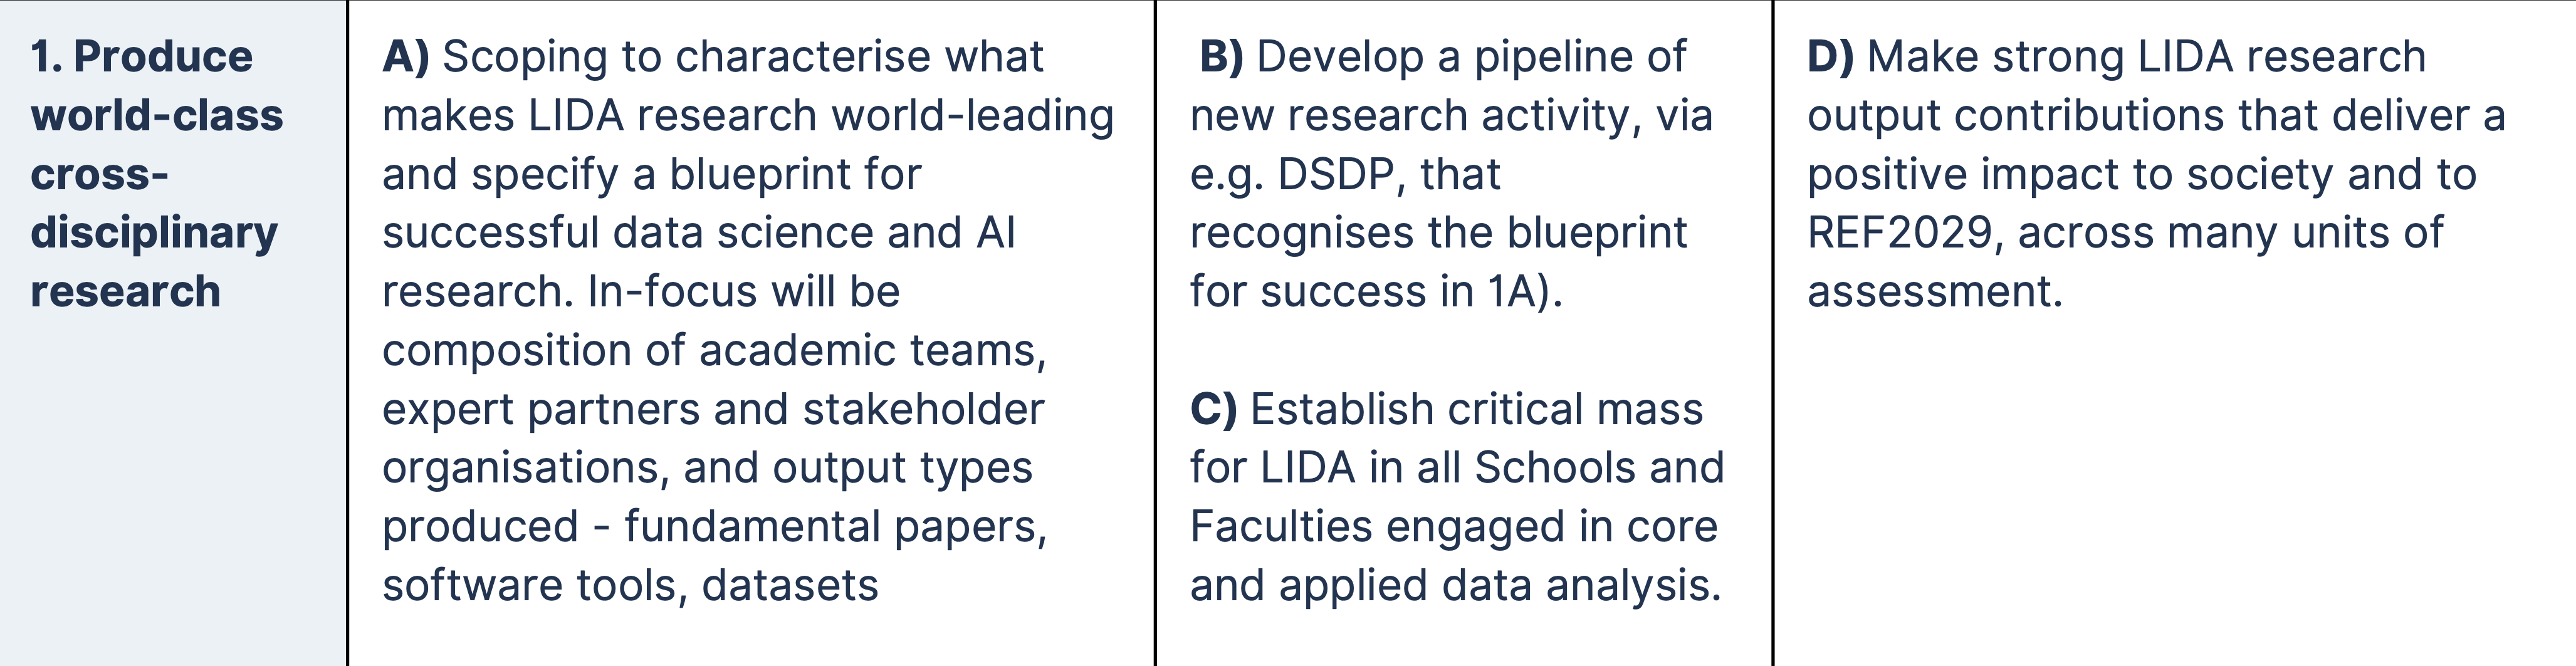 1. Produce
world-class
cross-
disciplinary
research
A) Scoping to characterise what
makes LIDA research world-leading
and specify a blueprint for
successful data science and AI
research. In-focus will be
composition of academic teams,
expert partners and stakeholder
organisations, and output types
produced - fundamental papers,
software tools, datasets
B) Develop a pipeline of
new research activity, via
e.g. DSDP, that
recognises the blueprint
for success in 1A).
C) Establish critical mass
for LIDA in all Schools and
Faculties engaged in core
and applied data analysis.
D) Make strong LIDA research
output contributions that deliver a
positive impact to society and to
REF2029, across many units of
assessment.